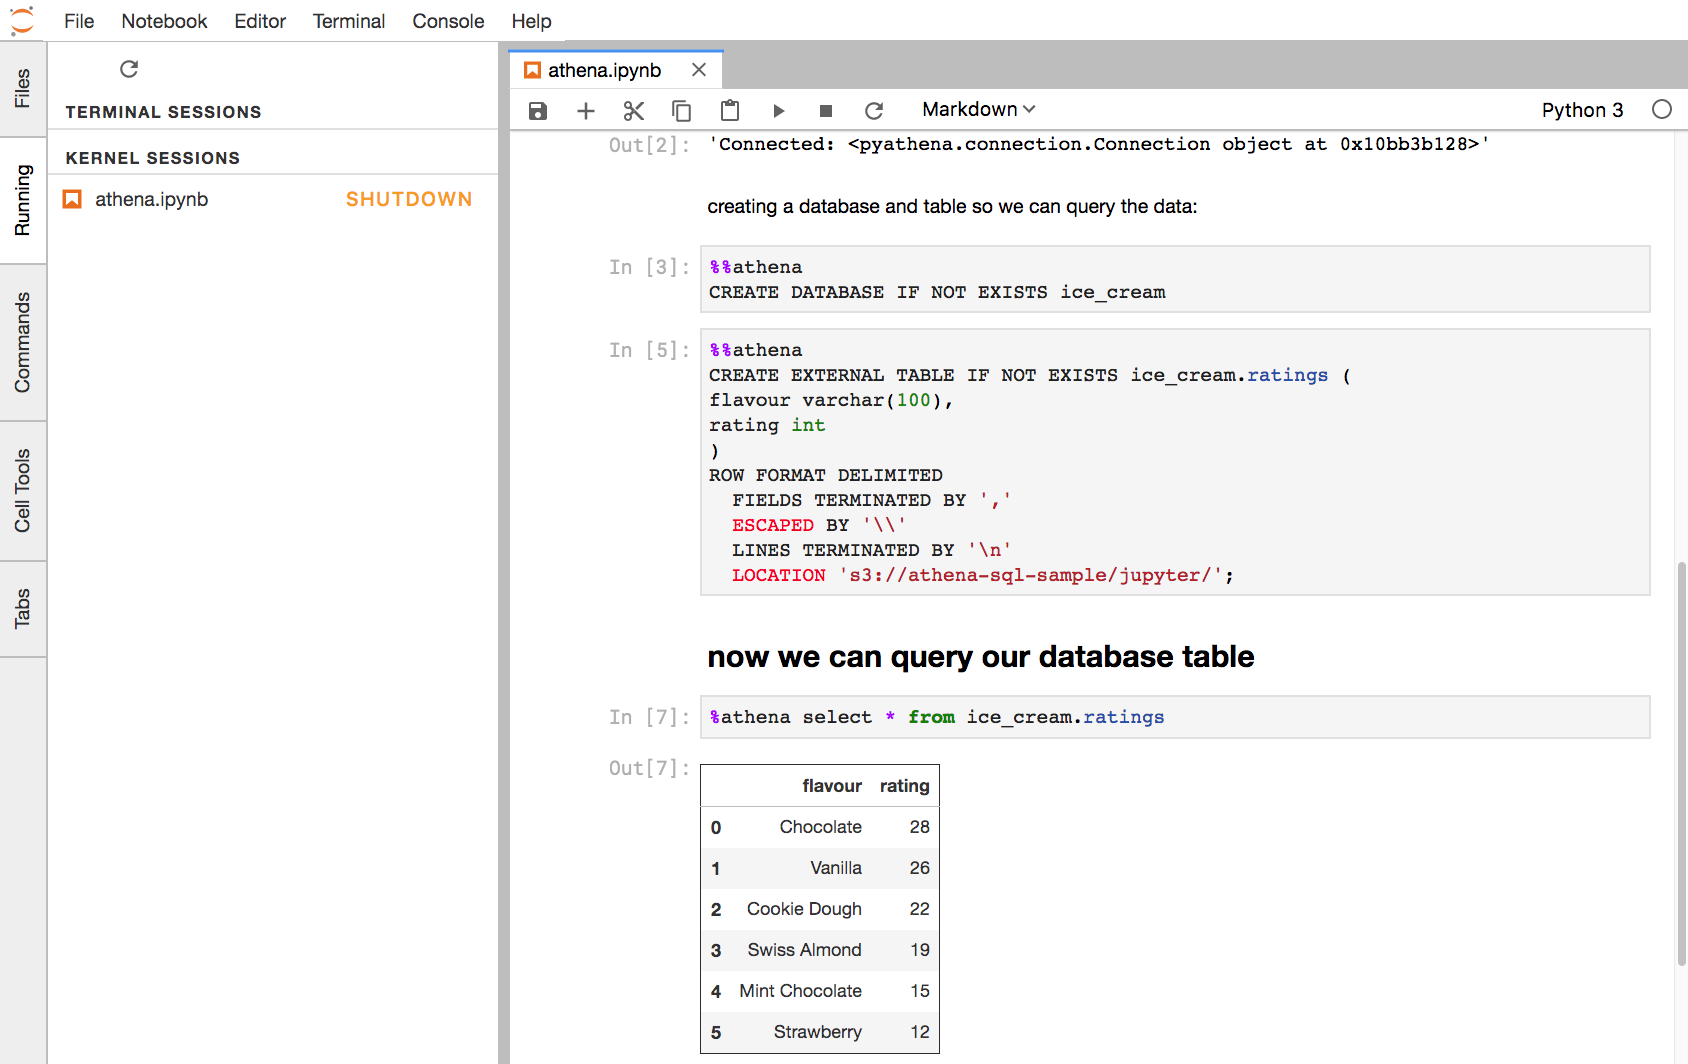 File Notebook Editor Terminal Console Help
Files
Running
Commands
Cell Tools
Tabs
TERMINAL SESSIONS
KERNEL SESSIONS
athena.ipynb SHUTDOWN
athena.ipynb
Markdown Python 3
Out[2]: 'Connected: <pyathena.connection.Connection object at 0x10bb3b128>'
creating a database and table so we can query the data:
In [3]: %%athena
CREATE DATABASE IF NOT EXISTS ice_cream
In [5]: %%athena
CREATE EXTERNAL TABLE IF NOT EXISTS ice_cream.ratings (
flavour varchar(100),
rating int
)
ROW FORMAT DELIMITED
  FIELDS TERMINATED BY ','
  ESCAPED BY '\\'
  LINES TERMINATED BY '\n'
  LOCATION 's3://athena-sql-sample/jupyter/';
now we can query our database table
In [7]: %athena select * from ice_cream.ratings
Out[7]:
flavour rating
0 Chocolate 28
1 Vanilla 26
2 Cookie Dough 22
3 Swiss Almond 19
4 Mint Chocolate 15
5 Strawberry 12